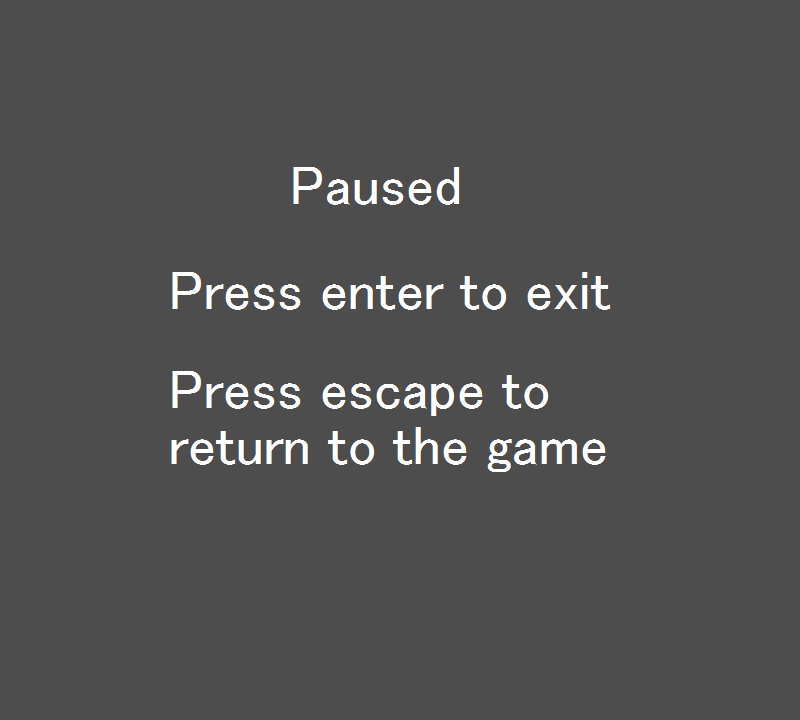 Paused
Press enter to exit
Press escape to
return to the game